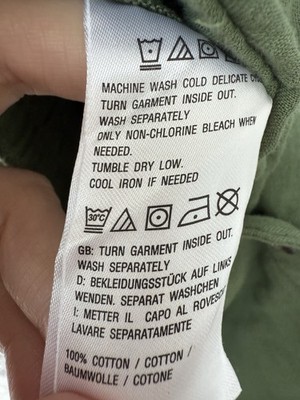 MACHINE WASH COLD DELICATE
TURN GARMENT INSIDE OUT.
WASH SEPARATELY
ONLY NON-CHLORINE BLEACH WHEN
NEEDED.
TUMBLE DRY LOW.
COOL IRON IF NEEDED
30°C
GB: TURN GARMENT INSIDE OUT.
WASH SEPARATELY
D: BEKLEIDUNGSSTÜCK AUF LINKS
WENDEN. SEPARAT WASHCHEN
I: METTER IL CAPO AL ROVESC
LAVARE SEPARATAMENTE
100% COTTON / COTTON /
BAUMWOLLE / COTONE